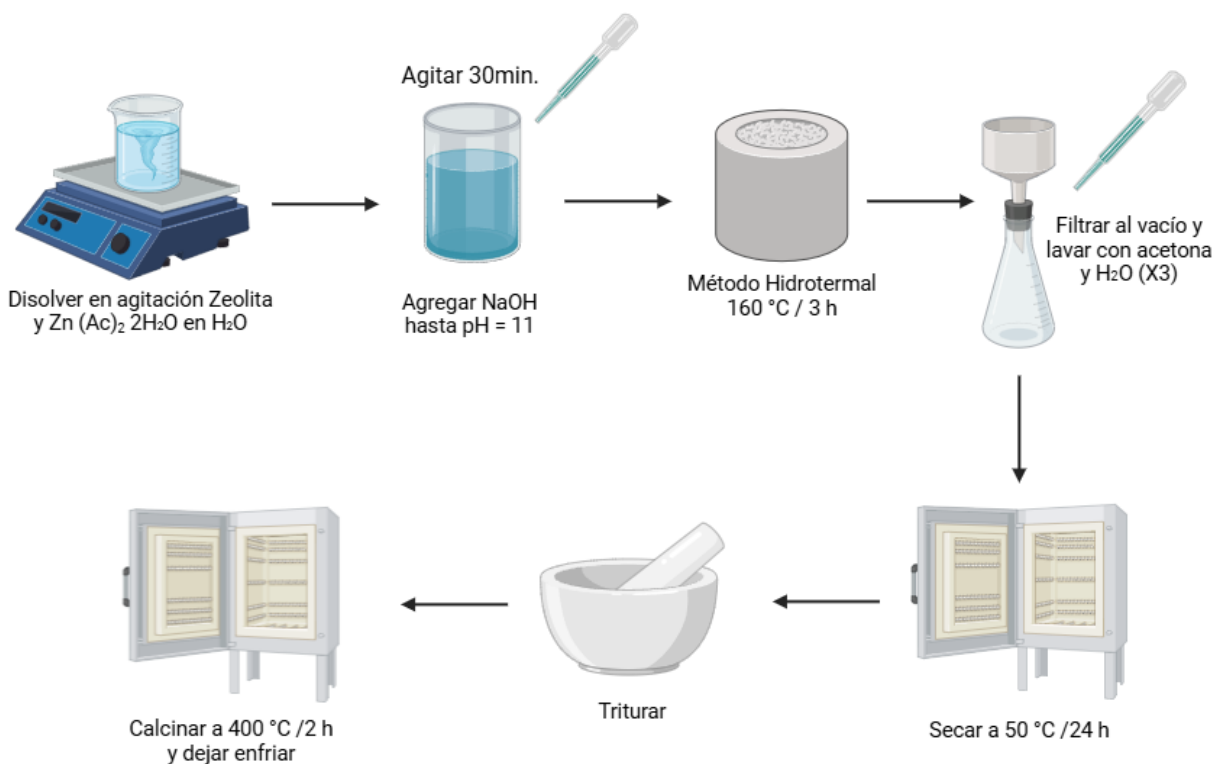 Disolver en agitación Zeolita
y Zn (Ac)₂ 2H₂O en H₂O
Agitar 30min.
Agregar NaOH
hasta pH = 11
Método Hidrotermal
160 °C / 3 h
Filtrar al vacío y
lavar con acetona
y H₂O (X3)
Secar a 50 °C /24 h
Triturar
Calcinar a 400 °C /2 h
y dejar enfriar